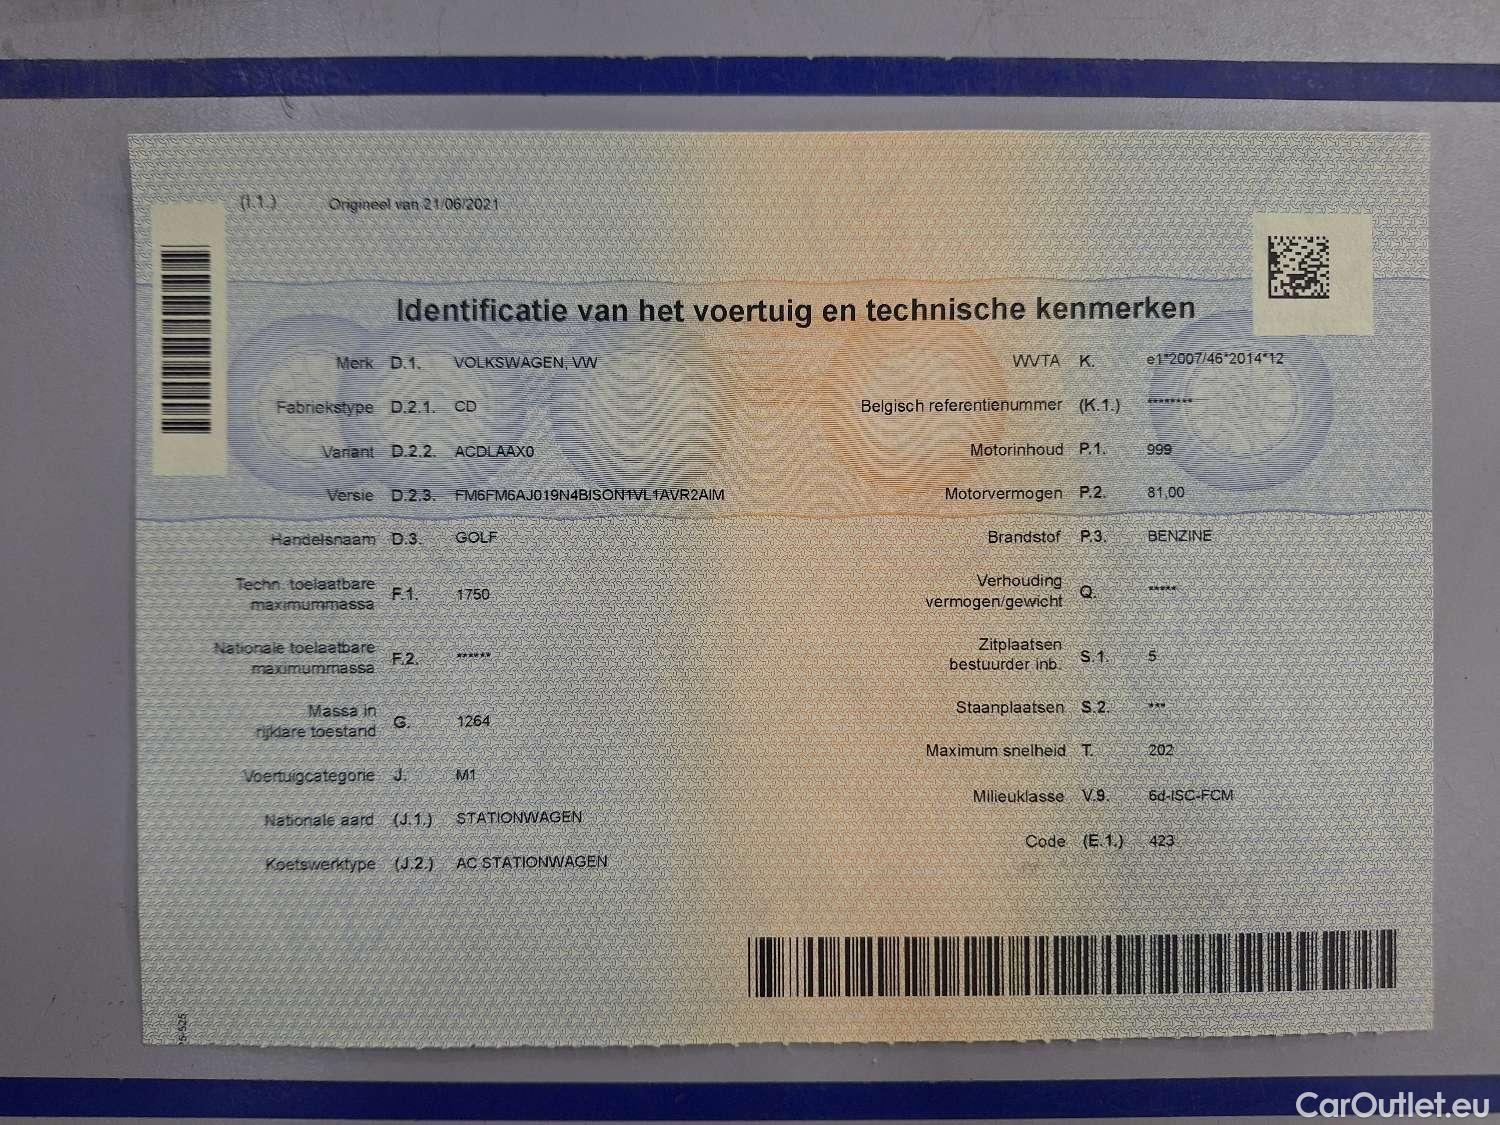 (I.1.) Origineel van 21/06/2021
Identificatie van het voertuig en technische kenmerken
Merk D.1. VOLKSWAGEN, VW
Fabriekstype D.2.1. CD
Variant D.2.2. ACDLAAX0
Versie D.2.3. FM6FM6AJ019N4BISON1VL1AVR2AIM
Handelsnaam D.3. GOLF
Techn. toelaatbare
maximummassa F.1. 1750
Nationale toelaatbare
maximummassa F.2. ******
Massa in
rijklare toestand G. 1264
Voertuigcategorie J. M1
Nationale aard (J.1.) STATIONWAGEN
Koetswerktype (J.2.) AC STATIONWAGEN
WVTA K. e1*2007/46*2014*12
Belgisch referentienummer (K.1.) ********
Motorinhoud P.1. 999
Motorvermogen P.2. 81,00
Brandstof P.3. BENZINE
Verhouding
vermogen/gewicht Q. *****
Zitplaatsen
bestuurder inb. S.1. 5
Staanplaatsen S.2. ***
Maximum snelheid T. 202
Milieuklasse V.9. 6d-ISC-FCM
Code (E.1.) 423
CarOutlet.eu